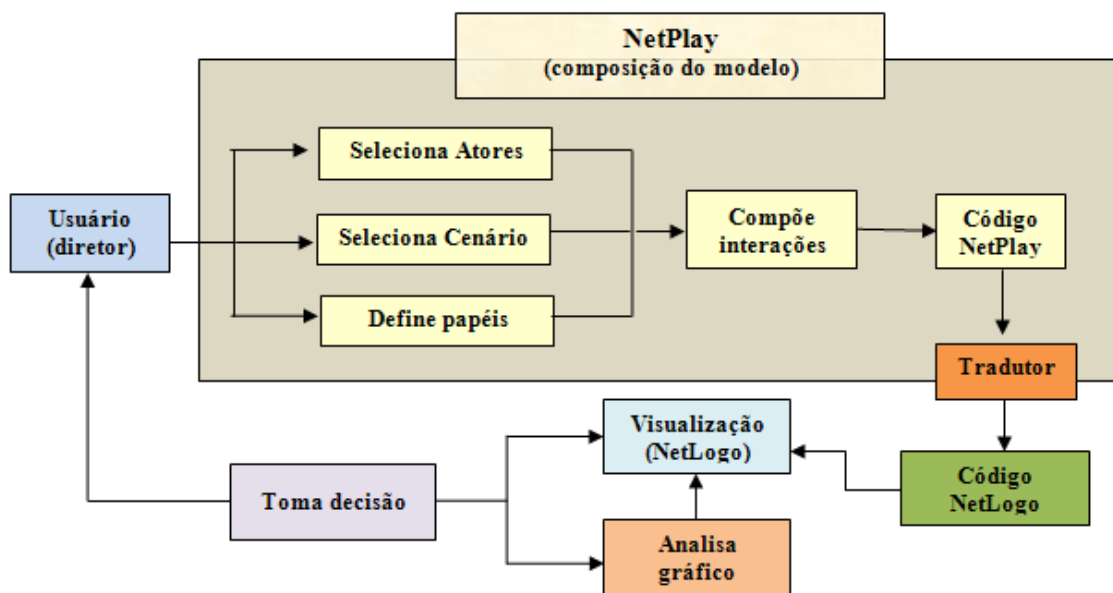 NetPlay
(composição do modelo)
Seleciona Atores
Usuário
(diretor)
Seleciona Cenário
Compõe
interações
Código
NetPlay
Define papéis
Tradutor
Visualização
(NetLogo)
Toma decisão
Código
NetLogo
Analisa
gráfico